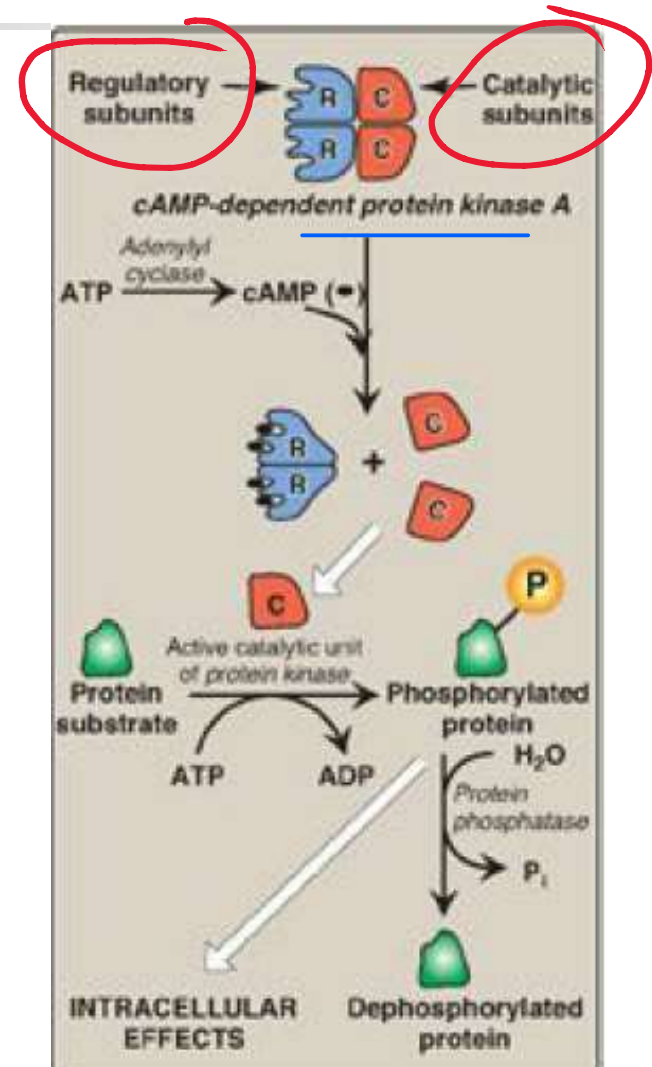 Regulatory
subunits
R C
R C
Catalytic
subunits
cAMP-dependent protein kinase A
Adenylyl
cyclase
ATP
cAMP (•)
R
R
+
C
C
C
P
Active catalytic unit
of protein kinase
Protein
substrate
Phosphorylated
protein
ATP
ADP
H₂O
Protein
phosphatase
Pᵢ
INTRACELLULAR
EFFECTS
Dephosphorylated
protein